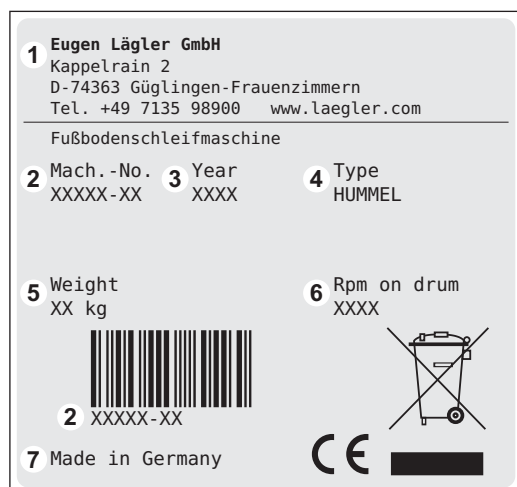 1 Eugen Lägler GmbH
Kappelrain 2
D-74363 Güglingen-Frauenzimmern
Tel. +49 7135 98900 www.laegler.com
Fußbodenschleifmaschine
2 Mach.-No. 3 Year 4 Type
XXXXX-XX XXXX HUMMEL
5 Weight 6 Rpm on drum
XX kg XXXX
2 XXXXX-XX
7 Made in Germany CE